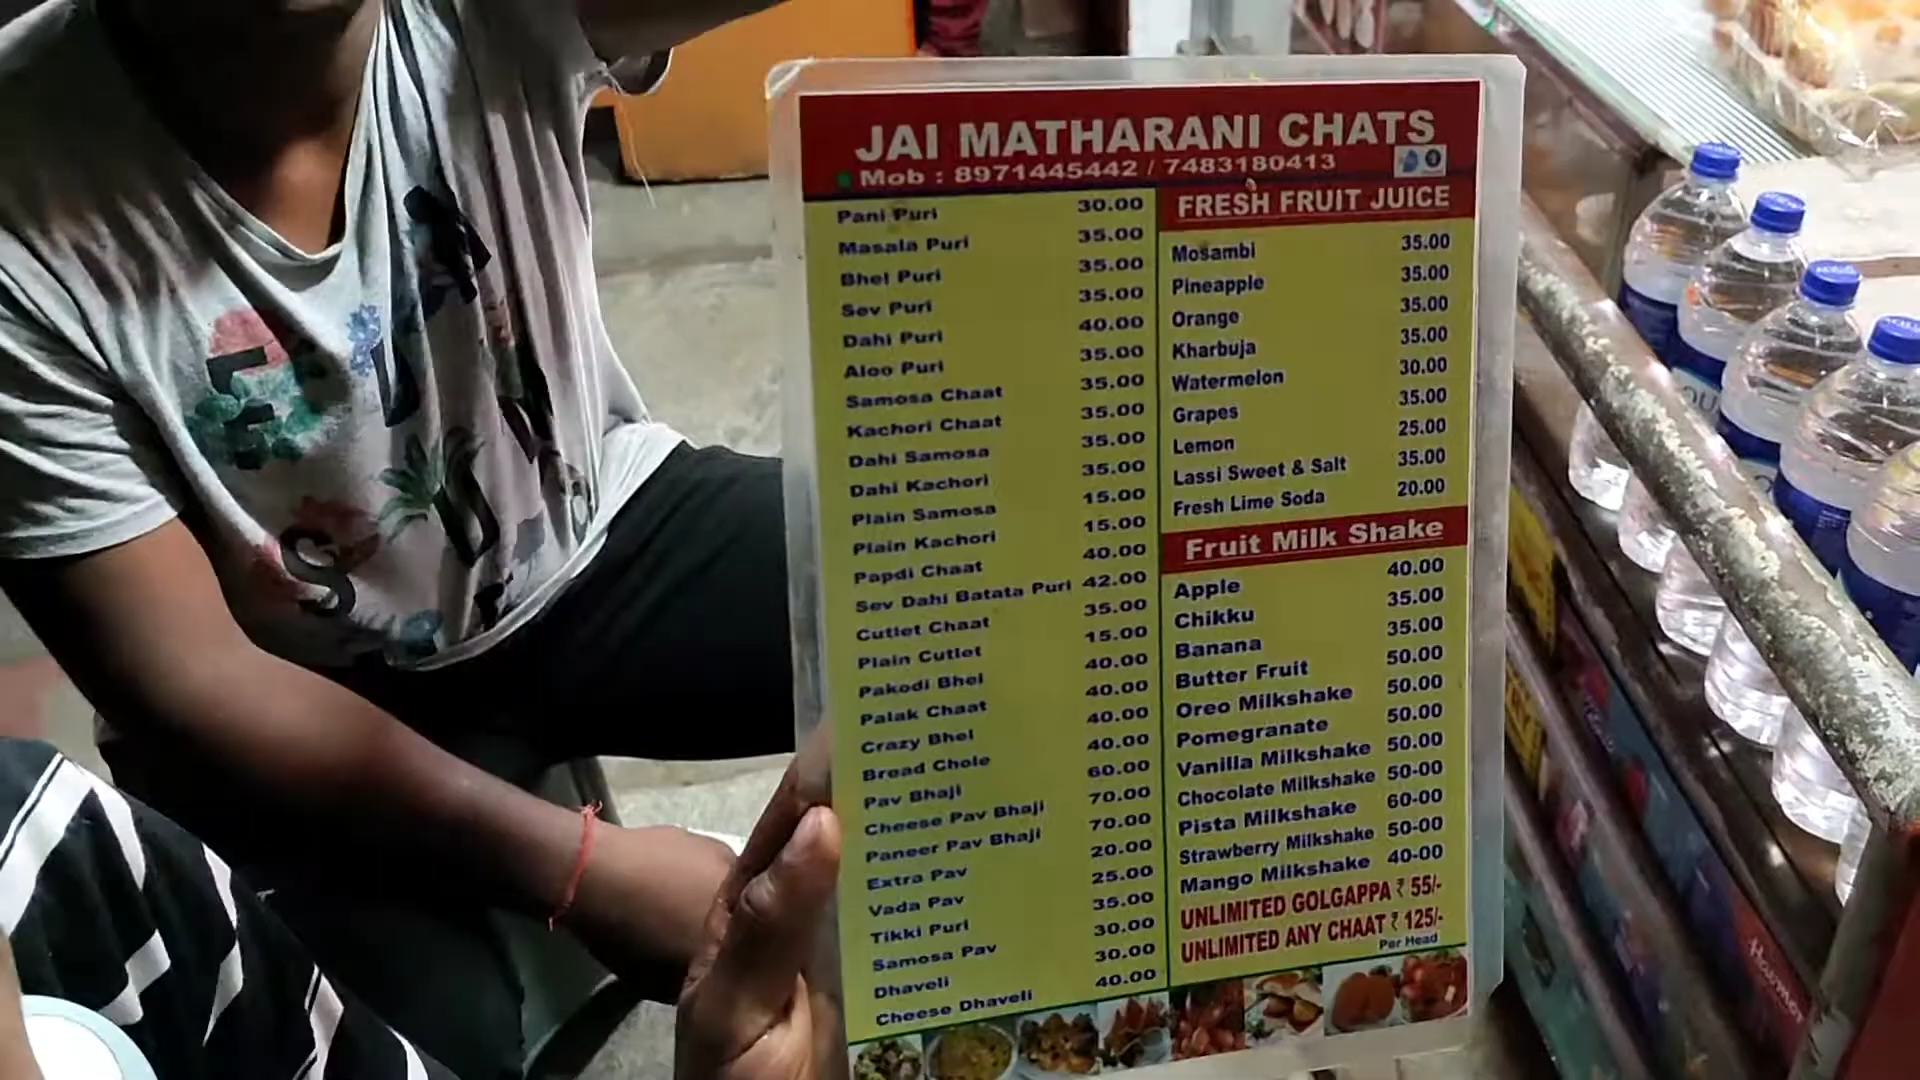 JAI MATHARANI CHATS
Mob : 8971445442 / 7483180413
Pani Puri 30.00
Masala Puri 35.00
Bhel Puri 35.00
Sev Puri 35.00
Dahi Puri 40.00
Aloo Puri 35.00
Samosa Chaat 35.00
Kachori Chaat 35.00
Dahi Samosa 35.00
Dahi Kachori 35.00
Plain Samosa 15.00
Plain Kachori 15.00
Papdi Chaat 40.00
Sev Dahi Batata Puri 42.00
Cutlet Chaat 35.00
Plain Cutlet 15.00
Pakodi Bhel 40.00
Palak Chaat 40.00
Crazy Bhel 40.00
Bread Chole 40.00
Pav Bhaji 60.00
Cheese Pav Bhaji 70.00
Paneer Pav Bhaji 70.00
Extra Pav 20.00
Vada Pav 25.00
Tikki Puri 35.00
Samosa Pav 30.00
Dhaveli 30.00
Cheese Dhaveli 40.00
FRESH FRUIT JUICE
Mosambi 35.00
Pineapple 35.00
Orange 35.00
Kharbuja 35.00
Watermelon 30.00
Grapes 35.00
Lemon 25.00
Lassi Sweet & Salt 35.00
Fresh Lime Soda 20.00
Fruit Milk Shake
Apple 40.00
Chikku 35.00
Banana 35.00
Butter Fruit 50.00
Oreo Milkshake 50.00
Pomegranate 50.00
Vanilla Milkshake 50.00
Chocolate Milkshake 50-00
Pista Milkshake 60-00
Strawberry Milkshake 50-00
Mango Milkshake 40-00
UNLIMITED GOLGAPPA ₹ 55/-
UNLIMITED ANY CHAAT ₹ 125/-
Per Head